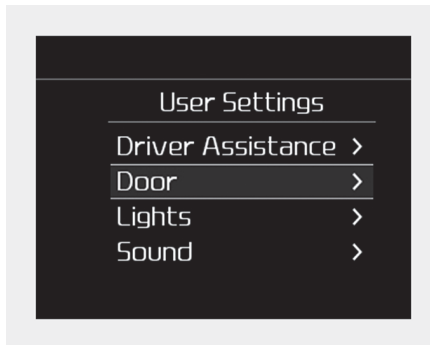 User Settings
Driver Assistance >
Door >
Lights >
Sound >